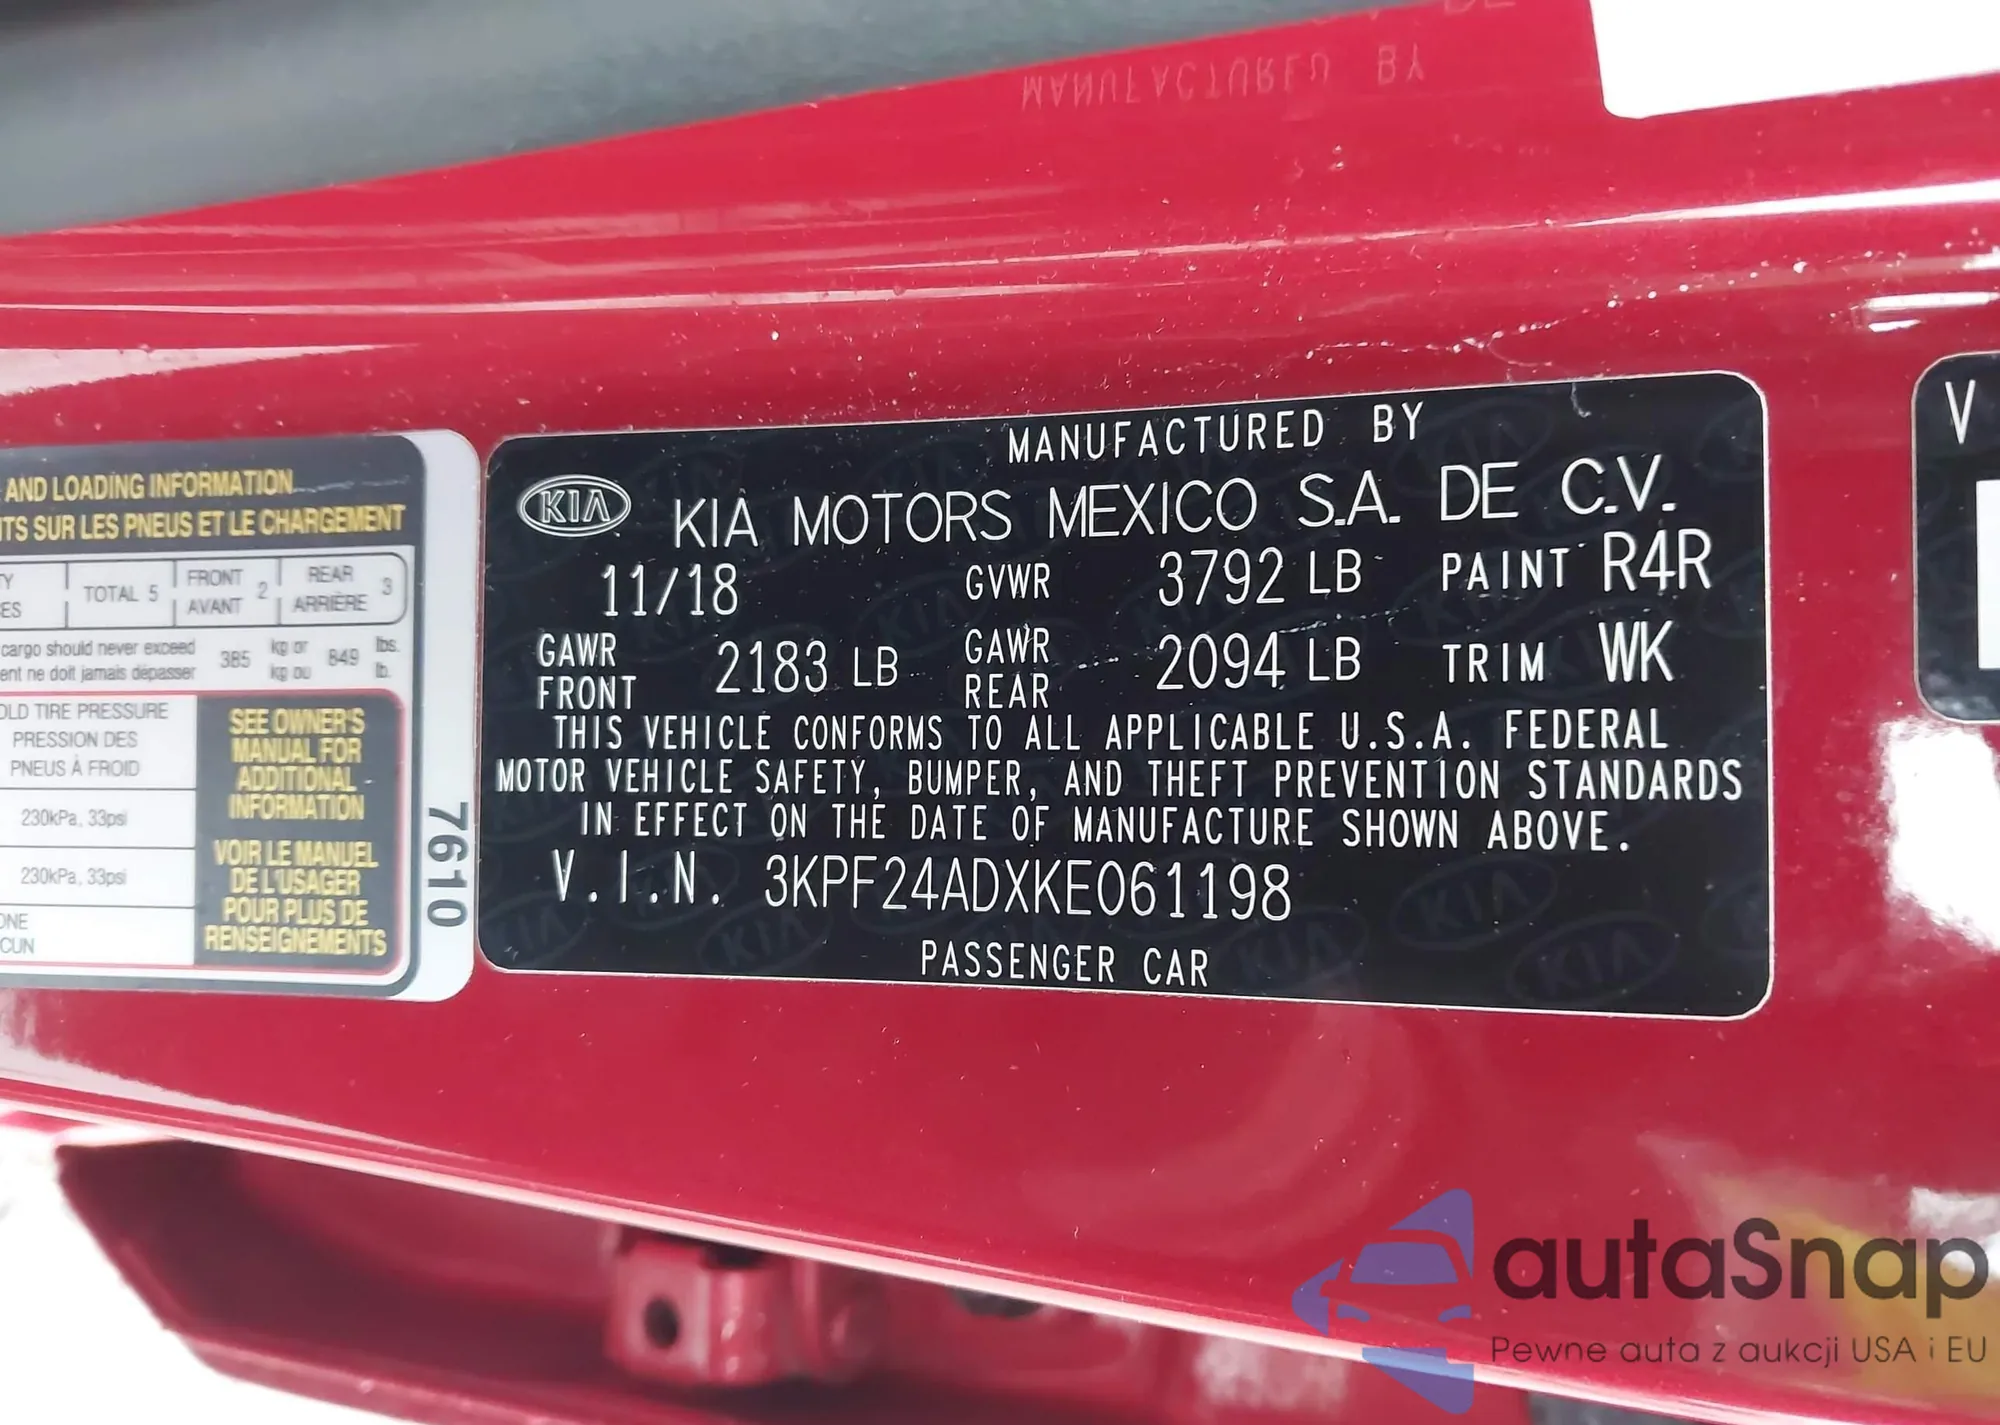 MANUFACTURED BY
AND LOADING INFORMATION
TS SUR LES PNEUS ET LE CHARGEMENT
TOTAL 5
FRONT
AVANT
2
REAR
ARRIÈRE
3
cargo should never exceed
ent ne doit jamais dépasser
385
kg or
kg ou
849
lbs.
lb.
OLD TIRE PRESSURE
PRESSION DES
PNEUS À FROID
230kPa, 33psi
230kPa, 33psi
SEE OWNER'S
MANUAL FOR
ADDITIONAL
INFORMATION
VOIR LE MANUEL
DE L'USAGER
POUR PLUS DE
RENSEIGNEMENTS
7610
MANUFACTURED BY
KIA KIA MOTORS MEXICO S.A. DE C.V.
11/18 GVWR 3792 LB PAINT R4R
GAWR FRONT 2183 LB GAWR REAR 2094 LB TRIM WK
THIS VEHICLE CONFORMS TO ALL APPLICABLE U.S.A. FEDERAL
MOTOR VEHICLE SAFETY, BUMPER, AND THEFT PREVENTION STANDARDS
IN EFFECT ON THE DATE OF MANUFACTURE SHOWN ABOVE.
V.I.N. 3KPF24ADXKE061198
PASSENGER CAR
V
autaSnap
Pewne auta z aukcji USA i EU